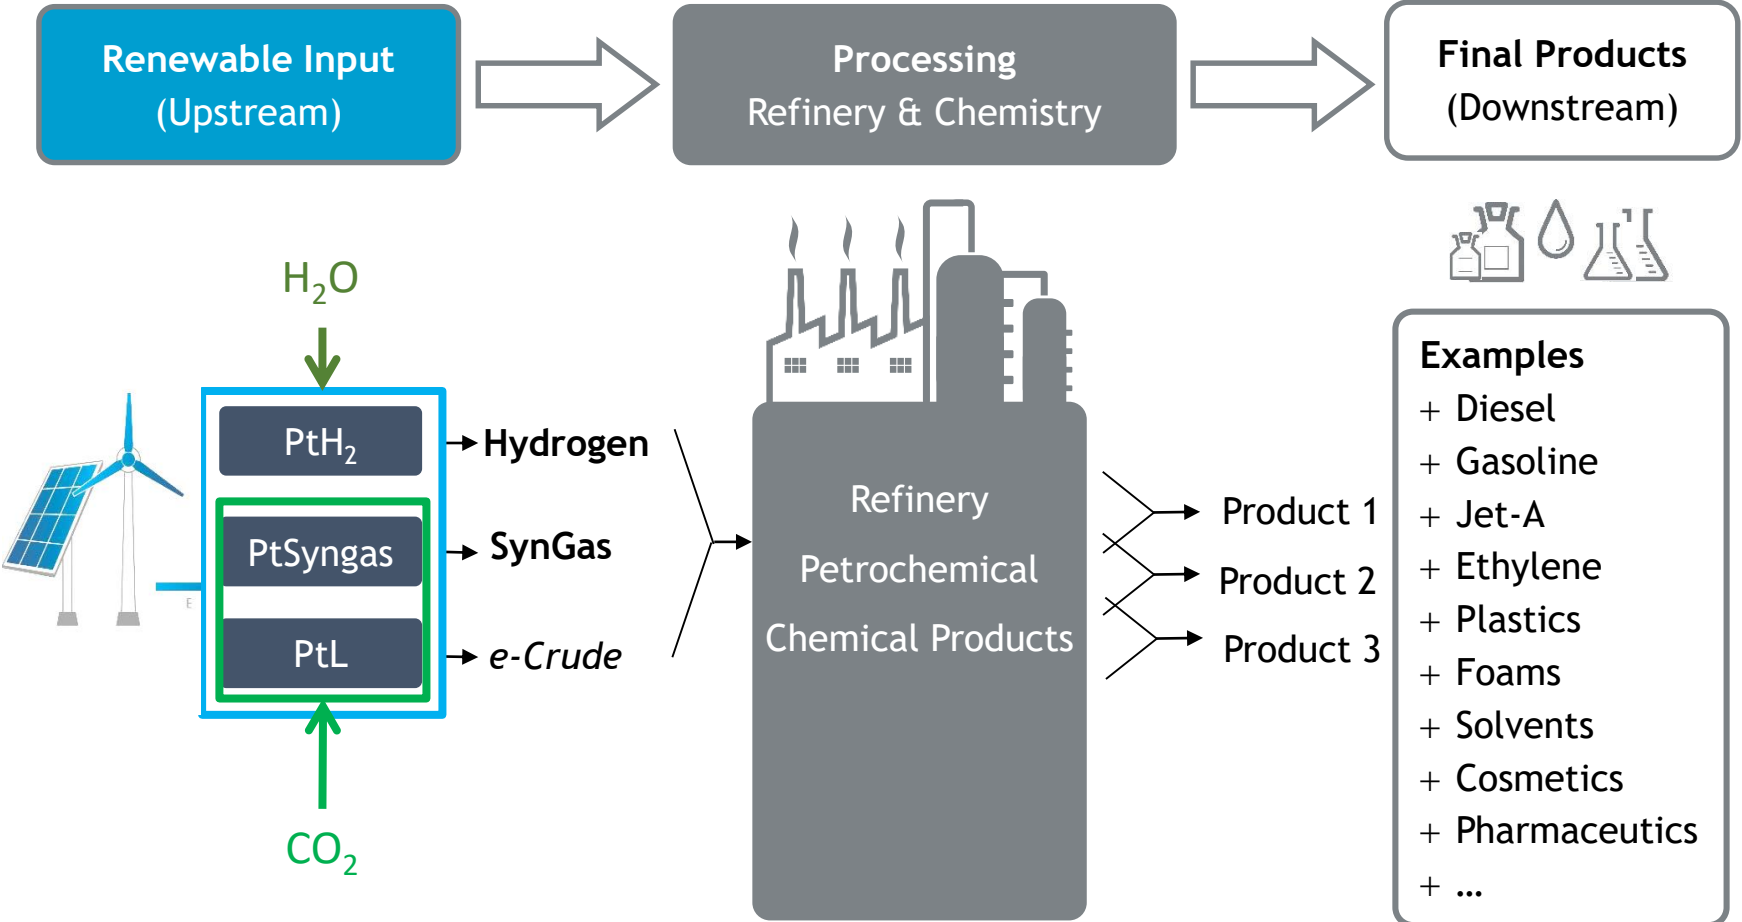 Renewable Input
(Upstream)
Processing
Refinery & Chemistry
Final Products
(Downstream)
H₂O
PtH₂
Hydrogen
PtSyngas
SynGas
E
PtL
e-Crude
CO₂
Refinery
Petrochemical
Chemical Products
Product 1
Product 2
Product 3
Examples
+ Diesel
+ Gasoline
+ Jet-A
+ Ethylene
+ Plastics
+ Foams
+ Solvents
+ Cosmetics
+ Pharmaceutics
+ ...